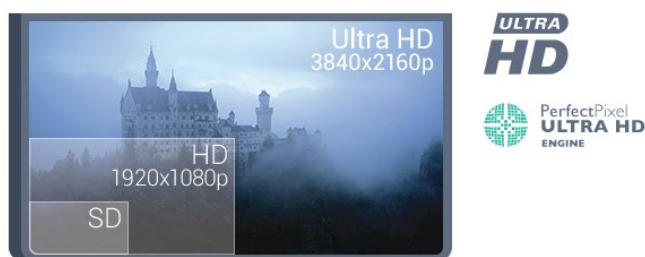 Ultra HD
3840x2160p
HD
1920x1080p
SD
ULTRA
HD
PerfectPixel
ULTRA HD
ENGINE